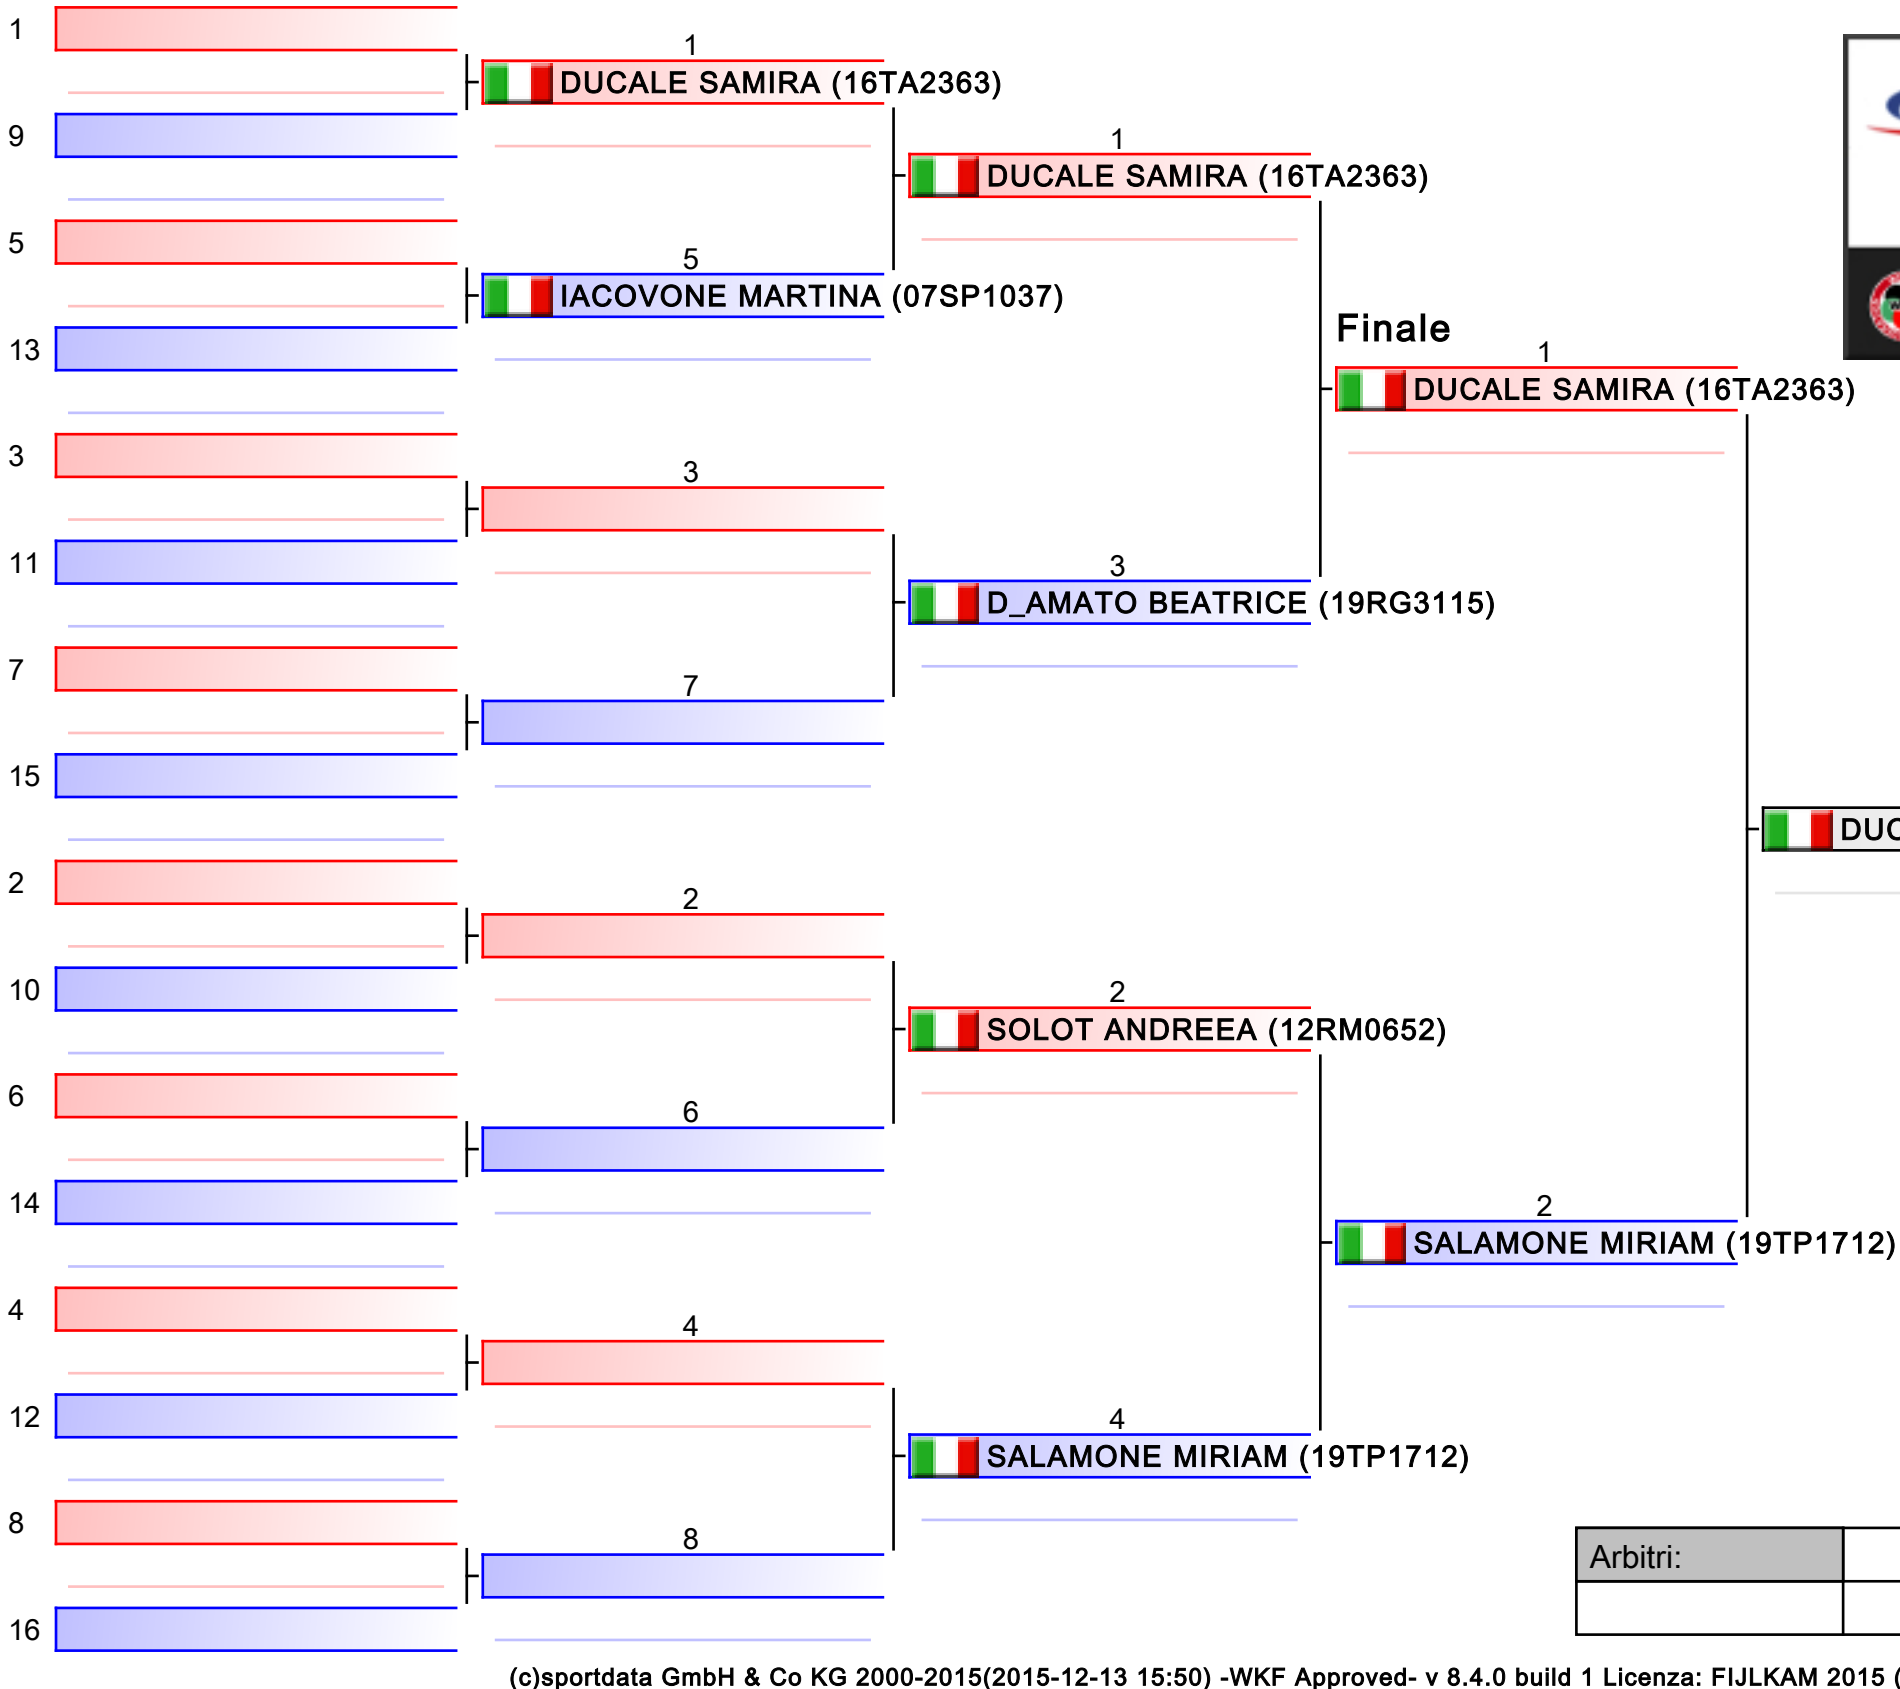 1
9
5
13
3
11
7
15
2
10
6
14
4
12
8
16
1
DUCALE SAMIRA (16TA2363)
5
IACOVONE MARTINA (07SP1037)
3
7
2
6
4
8
1
DUCALE SAMIRA (16TA2363)
3
D_AMATO BEATRICE (19RG3115)
2
SOLOT ANDREEA (12RM0652)
4
SALAMONE MIRIAM (19TP1712)
Finale
1
DUCALE SAMIRA (16TA2363)
2
SALAMONE MIRIAM (19TP1712)
DUC
Arbitri:
(c)sportdata GmbH & Co KG 2000-2015(2015-12-13 15:50) -WKF Approved- v 8.4.0 build 1 Licenza: FIJLKAM 2015 (